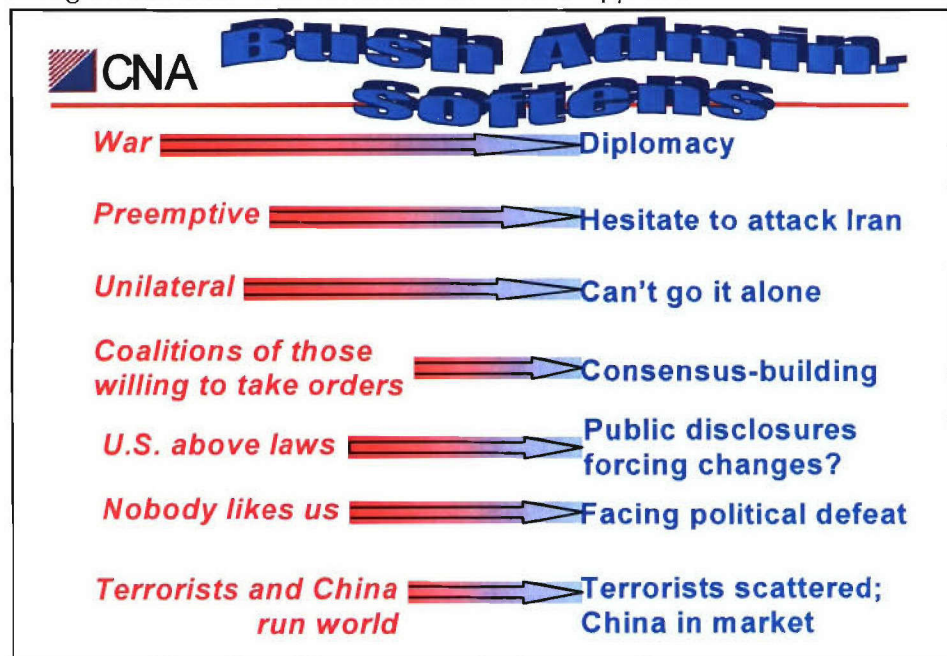 CNA
Bush Admin.
Softens
War Diplomacy
Preemptive Hesitate to attack Iran
Unilateral Can't go it alone
Coalitions of those
willing to take orders Consensus-building
U.S. above laws Public disclosures
forcing changes?
Nobody likes us Facing political defeat
Terrorists and China Terrorists scattered;
run world China in market